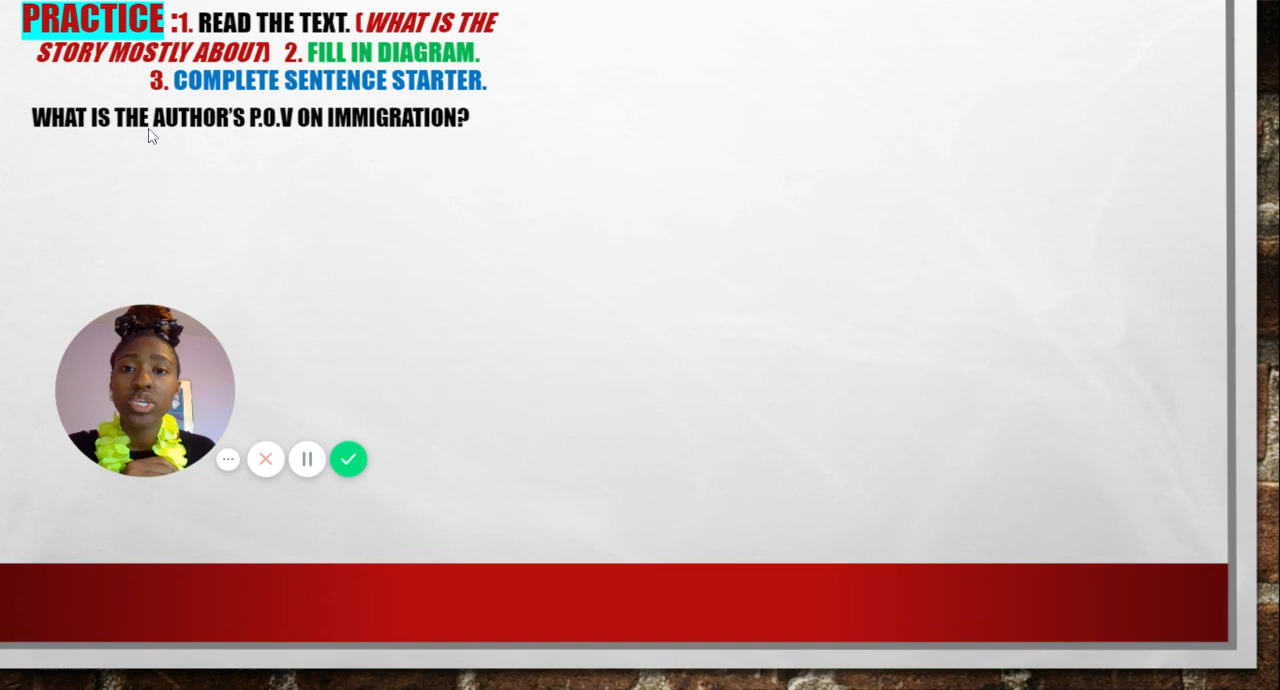 PRACTICE :1. READ THE TEXT. (WHAT IS THE
STORY MOSTLY ABOUT) 2. FILL IN DIAGRAM.
3. COMPLETE SENTENCE STARTER.
WHAT IS THE AUTHOR'S P.O.V ON IMMIGRATION?